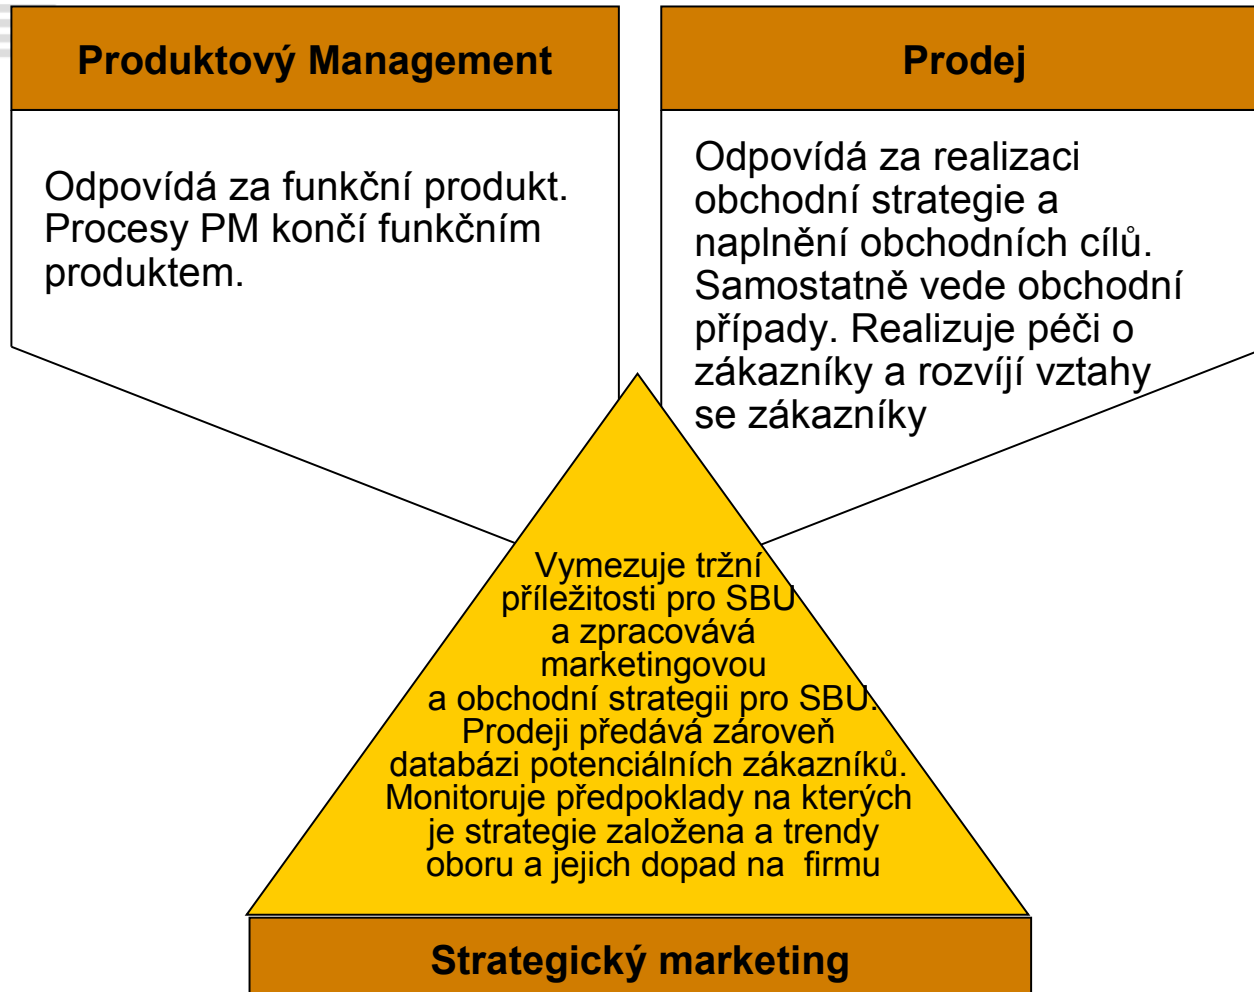 Produktový Management
Odpovídá za funkční produkt.
Procesy PM končí funkčním
produktem.
Prodej
Odpovídá za realizaci
obchodní strategie a
naplnění obchodních cílů.
Samostatně vede obchodní
případy. Realizuje péči o
zákazníky a rozvíjí vztahy
se zákazníky
Vymezuje tržní
příležitosti pro SBU
a zpracovává
marketingovou
a obchodní strategii pro SBU.
Prodeji předává zároveň
databázi potenciálních zákazníků.
Monitoruje předpoklady na kterých
je strategie založena a trendy
oboru a jejich dopad na  firmu
Strategický marketing